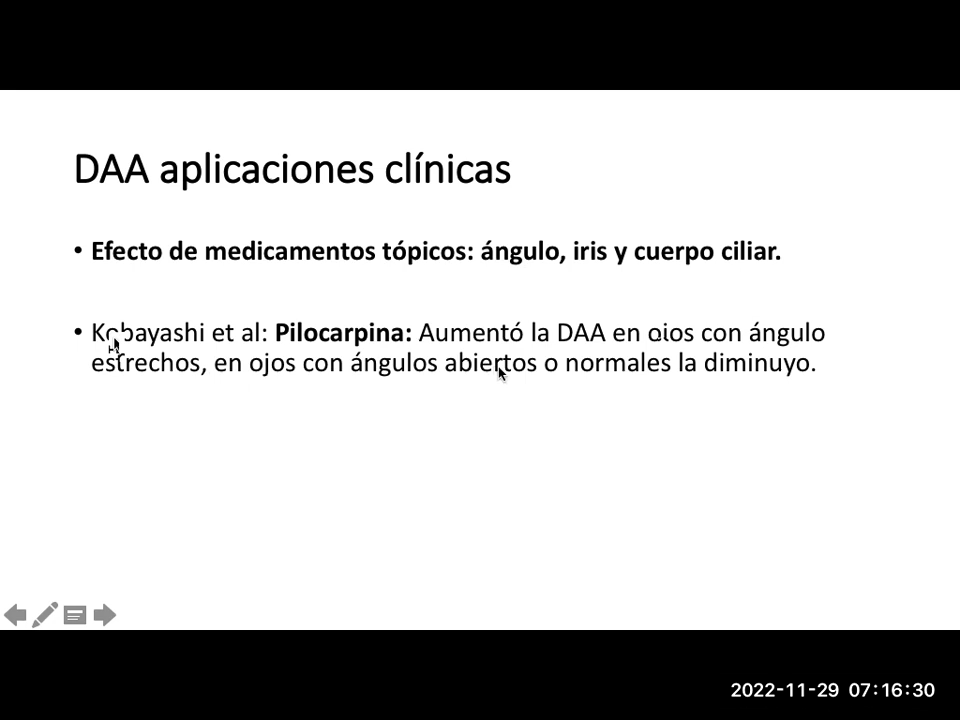 DAA aplicaciones clínicas
• Efecto de medicamentos tópicos: ángulo, iris y cuerpo ciliar.
• Kobayashi et al: Pilocarpina: Aumentó la DAA en ojos con ángulo
estrechos, en ojos con ángulos abiertos o normales la diminuyo.
2022-11-29 07:16:30